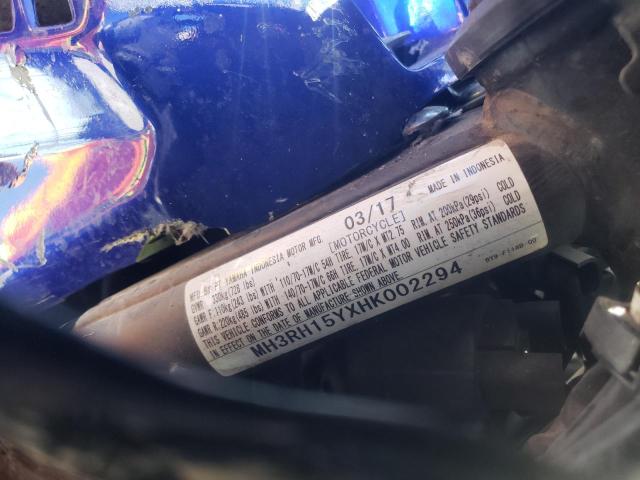 MFD. BY PT. YAMAHA INDONESIA MOTOR MFG. 03/17 MADE IN INDONESIA
GVWR 330kg (728 lbs) [MOTORCYCLE]
GAWR F.110kg(243 lbs) WITH 110/70-17M/C 54H TIRE, 17M/C X MT2.75 RIM. AT 200kPa(29psi) COLD
GAWR R.220kg(485 lbs) WITH 140/70-17M/C 66H TIRE, 17M/C X MT4.00 RIM. AT 250kPa(36psi) COLD
THIS VEHICLE CONFORMS TO ALL APPLICABLE FEDERAL MOTOR VEHICLE SAFETY STANDARDS
IN EFFECT ON THE DATE OF MANUFACTURE SHOWN ABOVE.
MH3RH15YXHK002294